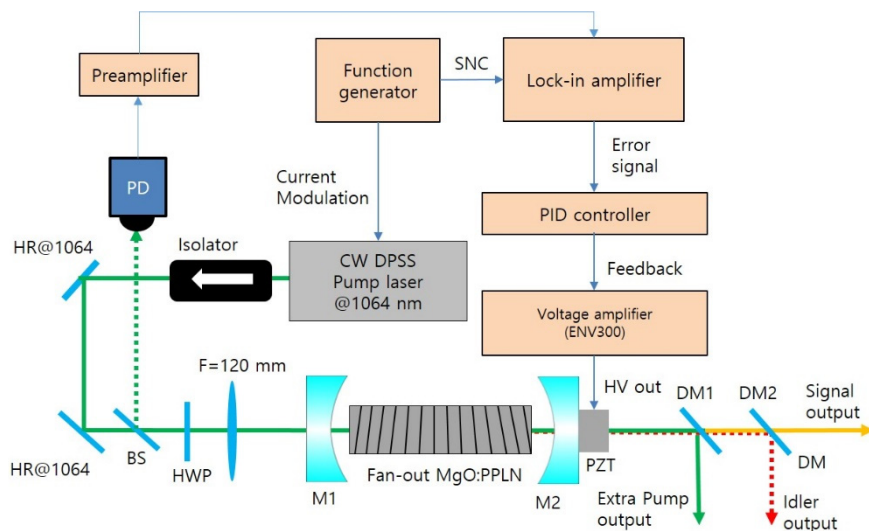 Preamplifier
Function
generator
SNC
Lock-in amplifier
PD
Current
Modulation
Error
signal
PID controller
HR@1064
Isolator
CW DPSS
Pump laser
@1064 nm
Feedback
Voltage amplifier
(ENV300)
F=120 mm
HV out
DM1
DM2
Signal
output
HR@1064
BS
HWP
M1
Fan-out MgO:PPLN
M2
PZT
DM
Extra Pump
output
Idler
output